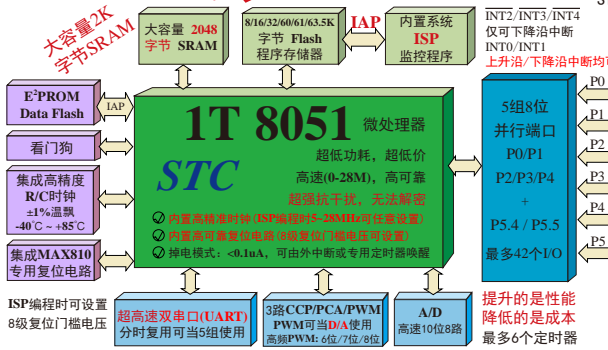 大容量2K
字节SRAM
大容量 2048
字节 SRAM
8/16/32/60/61/63.5K
字节 Flash
程序存储器
IAP
内置系统
ISP
监控程序
INT2/INT3/INT4
仅可下降沿中断
INT0/INT1
上升沿/下降沿中断均可
E²PROM
Data Flash
IAP
看门狗
集成高精度
R/C时钟
±1%温飘
-40℃~+85℃
集成MAX810
专用复位电路
ISP编程时可设置
8级复位门槛电压
1T 8051 微处理器
STC
超低功耗，超低价
高速(0-28M)，高可靠
超强抗干扰，无法解密
内置高精准时钟(ISP编程时5~28MHz可任意设置)
内置高可靠复位电路(8级复位门槛电压可设置)
掉电模式：<0.1uA，可由外中断或专用定时器唤醒
5组8位
并行端口
P0/P1
P2/P3/P4
+
P5.4 / P5.5
最多42个I/O
P0
P1
P2
P3
P4
P5
超高速双串口(UART)
分时复用可当5组使用
3路CCP/PCA/PWM
PWM可当D/A使用
高频PWM: 6位/7位/8位
A/D
高速10位8路
提升的是性能
降低的是成本
最多6个定时器